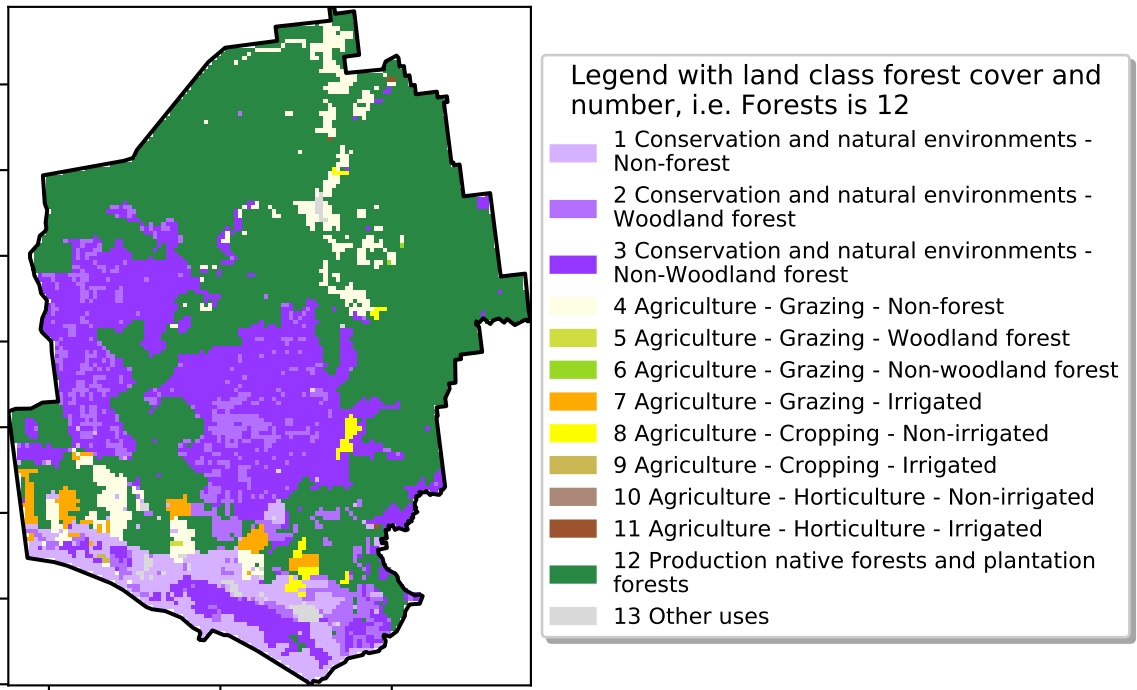 Legend with land class forest cover and
number, i.e. Forests is 12
1 Conservation and natural environments -
Non-forest
2 Conservation and natural environments -
Woodland forest
3 Conservation and natural environments -
Non-Woodland forest
4 Agriculture - Grazing - Non-forest
5 Agriculture - Grazing - Woodland forest
6 Agriculture - Grazing - Non-woodland forest
7 Agriculture - Grazing - Irrigated
8 Agriculture - Cropping - Non-irrigated
9 Agriculture - Cropping - Irrigated
10 Agriculture - Horticulture - Non-irrigated
11 Agriculture - Horticulture - Irrigated
12 Production native forests and plantation
forests
13 Other uses